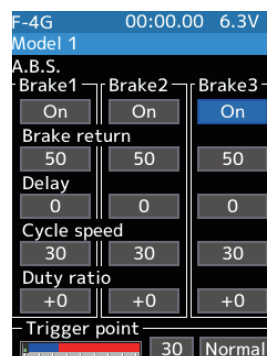 F-4G 00:00.00 6.3V
Model 1
A.B.S.
Brake1 Brake2 Brake3
On On On
Brake return
50 50 50
Delay
0 0 0
Cycle speed
30 30 30
Duty ratio
+0 +0 +0
Trigger point
30 Normal